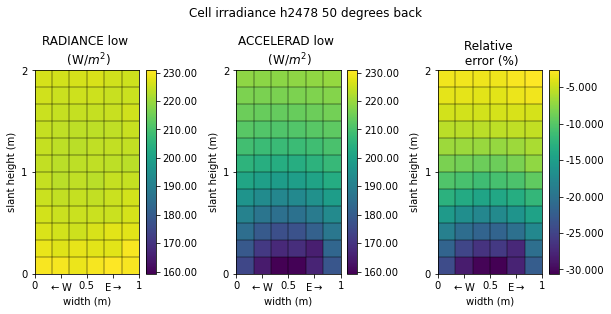 Cell irradiance h2478 50 degrees back
RADIANCE low
(W/m²)
ACCELERAD low
(W/m²)
Relative
error (%)
2
1
0
slant height (m)
0
←W
0.5
E→
1
width (m)
230.00
220.00
210.00
200.00
190.00
180.00
170.00
160.00
2
1
0
slant height (m)
0
←W
0.5
E→
1
width (m)
230.00
220.00
210.00
200.00
190.00
180.00
170.00
160.00
2
1
0
slant height (m)
0
←W
0.5
E→
1
width (m)
-5.000
-10.000
-15.000
-20.000
-25.000
-30.000